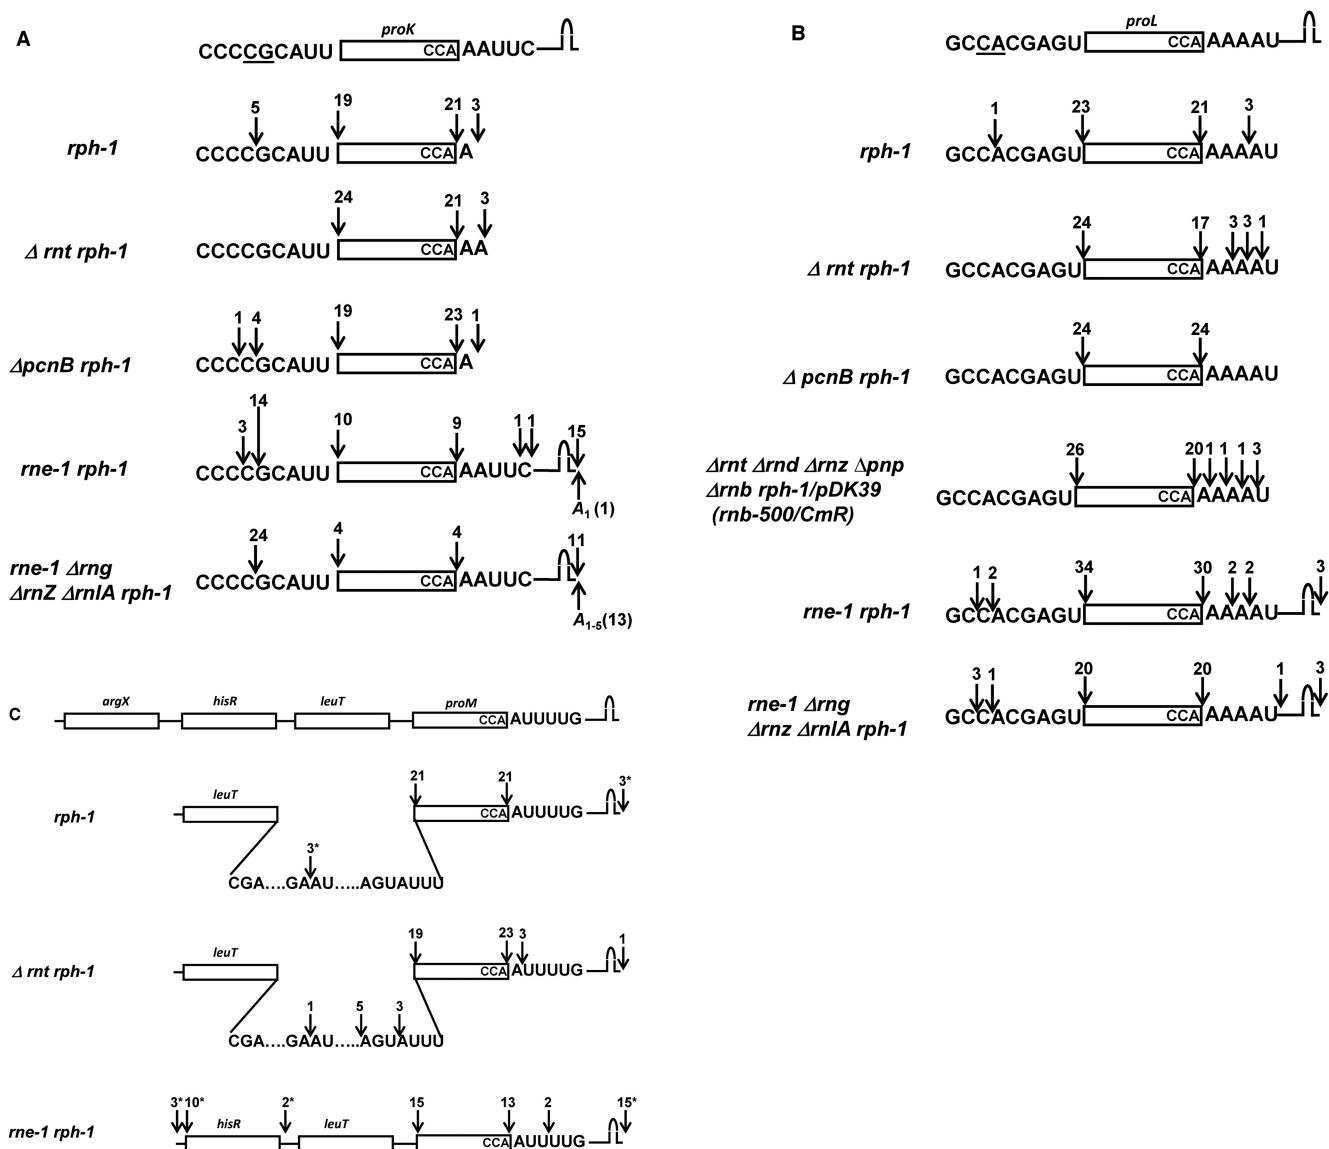 A
proK
CCCCGCAUU CCA AAUUC
rph-1
5 19 21 3
CCCCGCAUU CCA A
Δ rnt rph-1
24 21 3
CCCCGCAUU CCA AA
ΔpcnB rph-1
1 4 19 23 1
CCCCGCAUU CCA A
rne-1 rph-1
3 14 10 9 1 1 15
CCCCGCAUU CCA AAUUC
A1 (1)
rne-1 Δrng
ΔrnZ ΔrnlA rph-1
24 4 4 11
CCCCGCAUU CCA AAUUC
A1-5(13)
B
proL
GCCACGAGU CCA AAAAU
rph-1
1 23 21 3
GCCACGAGU CCA AAAAU
Δ rnt rph-1
24 17 3 3 1
GCCACGAGU CCA AAAAU
Δ pcnB rph-1
24 24
GCCACGAGU CCA AAAAU
Δrnt Δrnd Δrnz Δpnp
Δrnb rph-1/pDK39
(rnb-500/CmR)
26 20 1 1 1 3
GCCACGAGU CCA AAAAU
rne-1 rph-1
1 2 34 30 2 2 3
GCCACGAGU CCA AAAAU
rne-1 Δrng
Δrnz ΔrnlA rph-1
3 1 20 20 1 3
GCCACGAGU CCA AAAAU
C
argX hisR leuT proM
CCA AUUUUG
rph-1
leuT 21 21 3*
CCA AUUUUG
3*
CGA....GAAU.....AGUAUUU
Δ rnt rph-1
leuT 19 23 3 1
CCA AUUUUG
1 5 3
CGA....GAAU.....AGUAUUU
rne-1 rph-1
3* 10* 2* 15 13 2 15*
hisR leuT CCA AUUUUG